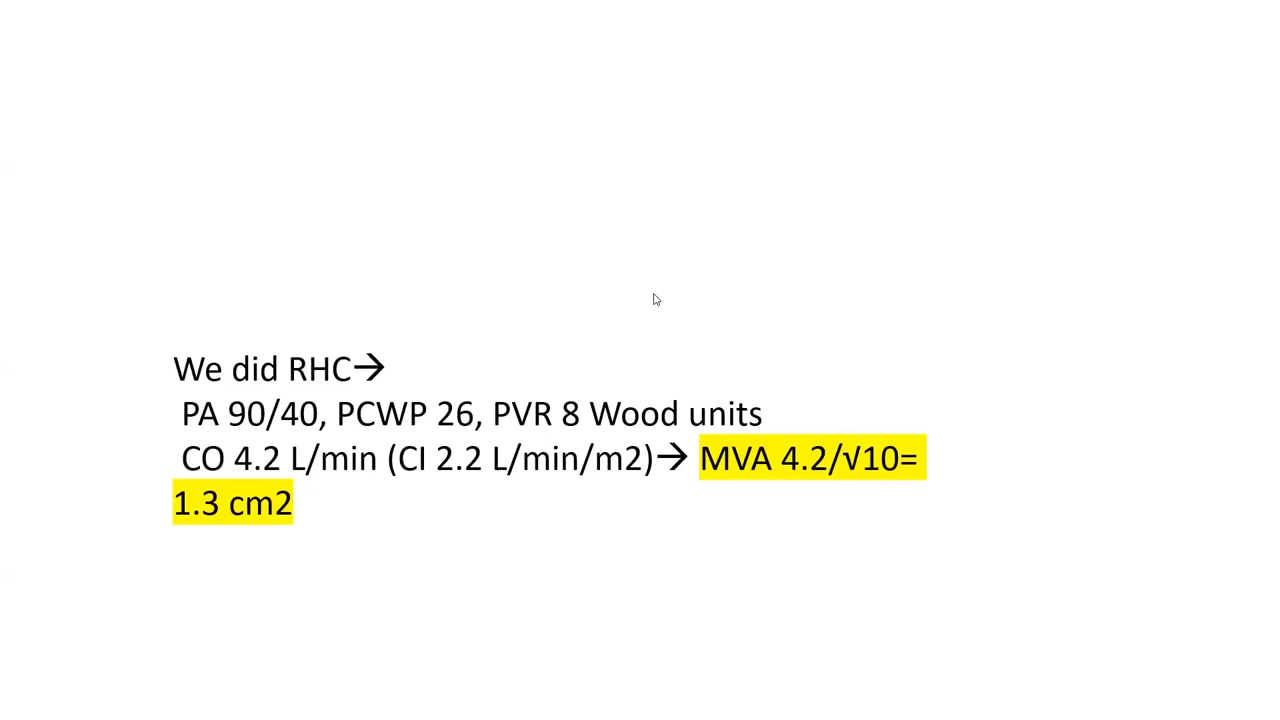 We did RHC→
PA 90/40, PCWP 26, PVR 8 Wood units
CO 4.2 L/min (CI 2.2 L/min/m2)→ MVA 4.2/√10=
1.3 cm2